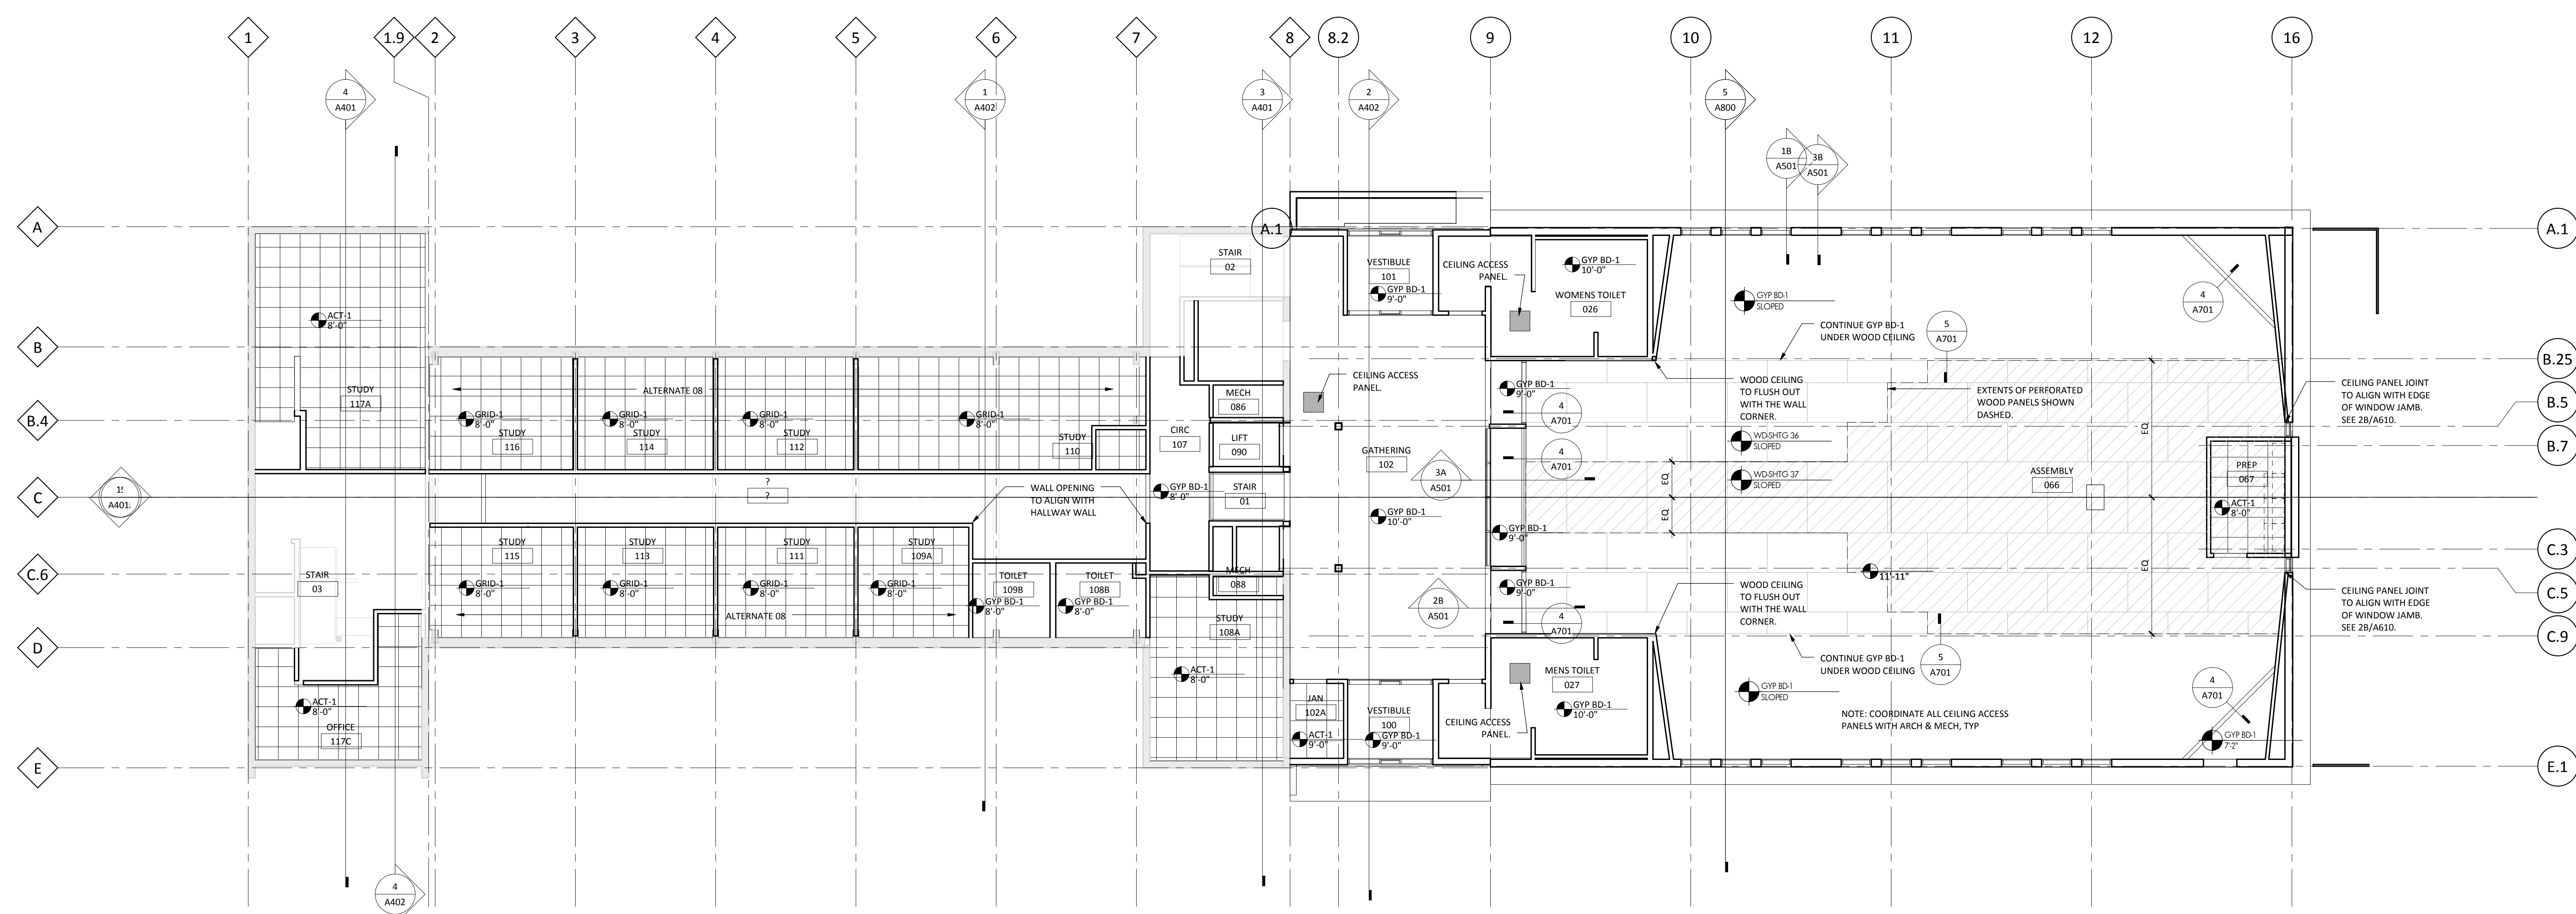 1
1.9
2
3
4
5
6
7
8
8.2
9
10
11
12
16
4
A401
1
A402
3
A401
2
A402
5
A800
1B
A501
3B
A501
A
A.1
A.1
B
B.25
B.4
B.5
B.7
C
1!
A401
C.3
C.6
C.5
D
C.9
E
E.1
ACT-1
8'-0"
STUDY
117A
STAIR
03
ACT-1
8'-0"
OFFICE
117C
4
A402
ALTERNATE 08
GRID-1
8'-0"
STUDY
116
GRID-1
8'-0"
STUDY
114
GRID-1
8'-0"
STUDY
112
GRID-1
8'-0"
STUDY
110
?
?
WALL OPENING
TO ALIGN WITH
HALLWAY WALL
STUDY
115
GRID-1
8'-0"
STUDY
113
GRID-1
8'-0"
STUDY
111
GRID-1
8'-0"
STUDY
109A
GRID-1
8'-0"
ALTERNATE 08
TOILET
109B
GYP BD-1
8'-0"
TOILET
108B
GYP BD-1
8'-0"
STAIR
02
MECH
086
CIRC
107
LIFT
090
GYP BD-1
8'-0"
STAIR
01
MECH
088
STUDY
108A
ACT-1
8'-0"
VESTIBULE
101
GYP BD-1
9'-0"
CEILING ACCESS
PANEL.
CEILING ACCESS
PANEL.
GATHERING
102
3A
A501
GYP BD-1
10'-0"
2B
A501
JAN
102A
ACT-1
9'-0"
VESTIBULE
100
GYP BD-1
9'-0"
CEILING ACCESS
PANEL.
GYP BD-1
10'-0"
WOMENS TOILET
026
GYP BD-1
9'-0"
4
A701
4
A701
GYP BD-1
9'-0"
GYP BD-1
9'-0"
4
A701
MENS TOILET
027
GYP BD-1
10'-0"
GYP BD-1
SLOPED
CONTINUE GYP BD-1
UNDER WOOD CEILING
5
A701
4
A701
WOOD CEILING
TO FLUSH OUT
WITH THE WALL
CORNER.
EXTENTS OF PERFORATED
WOOD PANELS SHOWN
DASHED.
CEILING PANEL JOINT
TO ALIGN WITH EDGE
OF WINDOW JAMB.
SEE 2B/A610.
WD-SHTG 36
SLOPED
WD-SHTG 37
SLOPED
EQ
EQ
EQ
EQ
ASSEMBLY
066
PREP
067
ACT-1
8'-0"
11'-11"
WOOD CEILING
TO FLUSH OUT
WITH THE WALL
CORNER.
CEILING PANEL JOINT
TO ALIGN WITH EDGE
OF WINDOW JAMB.
SEE 2B/A610.
CONTINUE GYP BD-1
UNDER WOOD CEILING
5
A701
GYP BD-1
SLOPED
4
A701
NOTE: COORDINATE ALL CEILING ACCESS
PANELS WITH ARCH & MECH, TYP
GYP BD-1
7'-2"